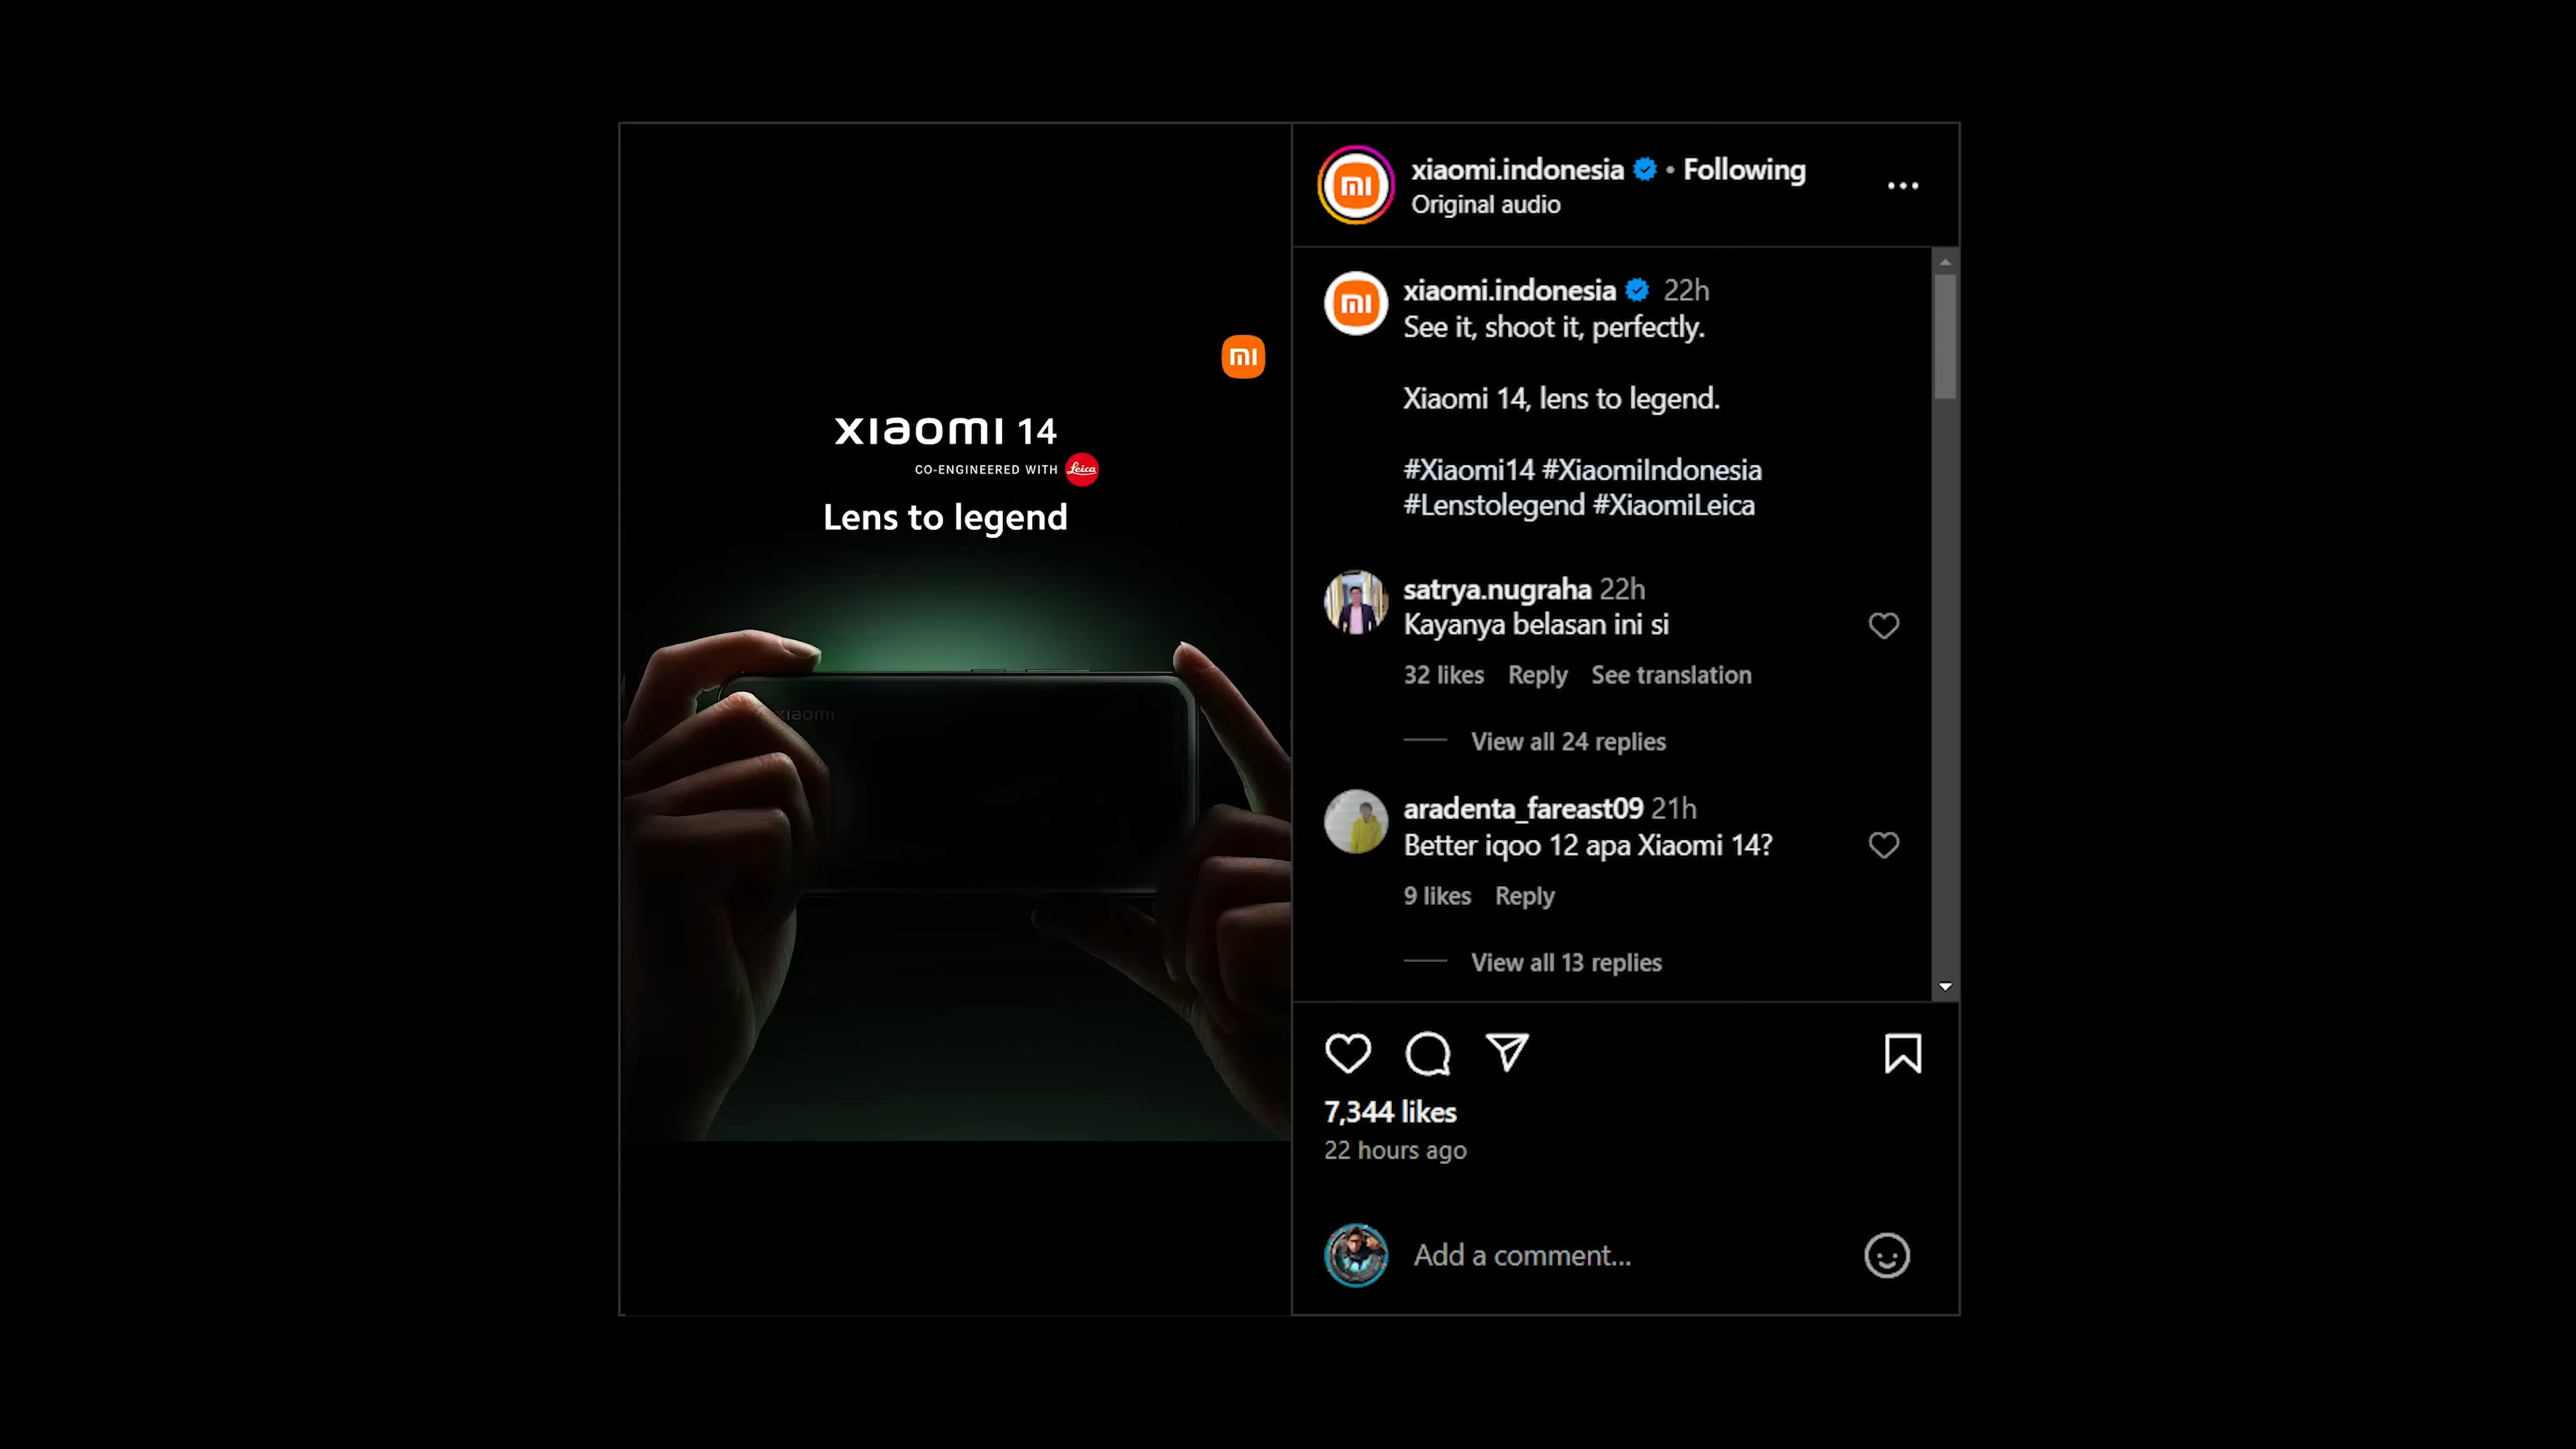 xiaomi 14
CO-ENGINEERED WITH Leica
Lens to legend
xiaomi
xiaomi.indonesia • Following
Original audio
xiaomi.indonesia 22h
See it, shoot it, perfectly.
Xiaomi 14, lens to legend.
#Xiaomi14 #XiaomiIndonesia
#Lenstolegend #XiaomiLeica
satrya.nugraha 22h
Kayanya belasan ini si
32 likes Reply See translation
View all 24 replies
aradenta_fareast09 21h
Better iqoo 12 apa Xiaomi 14?
9 likes Reply
View all 13 replies
7,344 likes
22 hours ago
Add a comment...